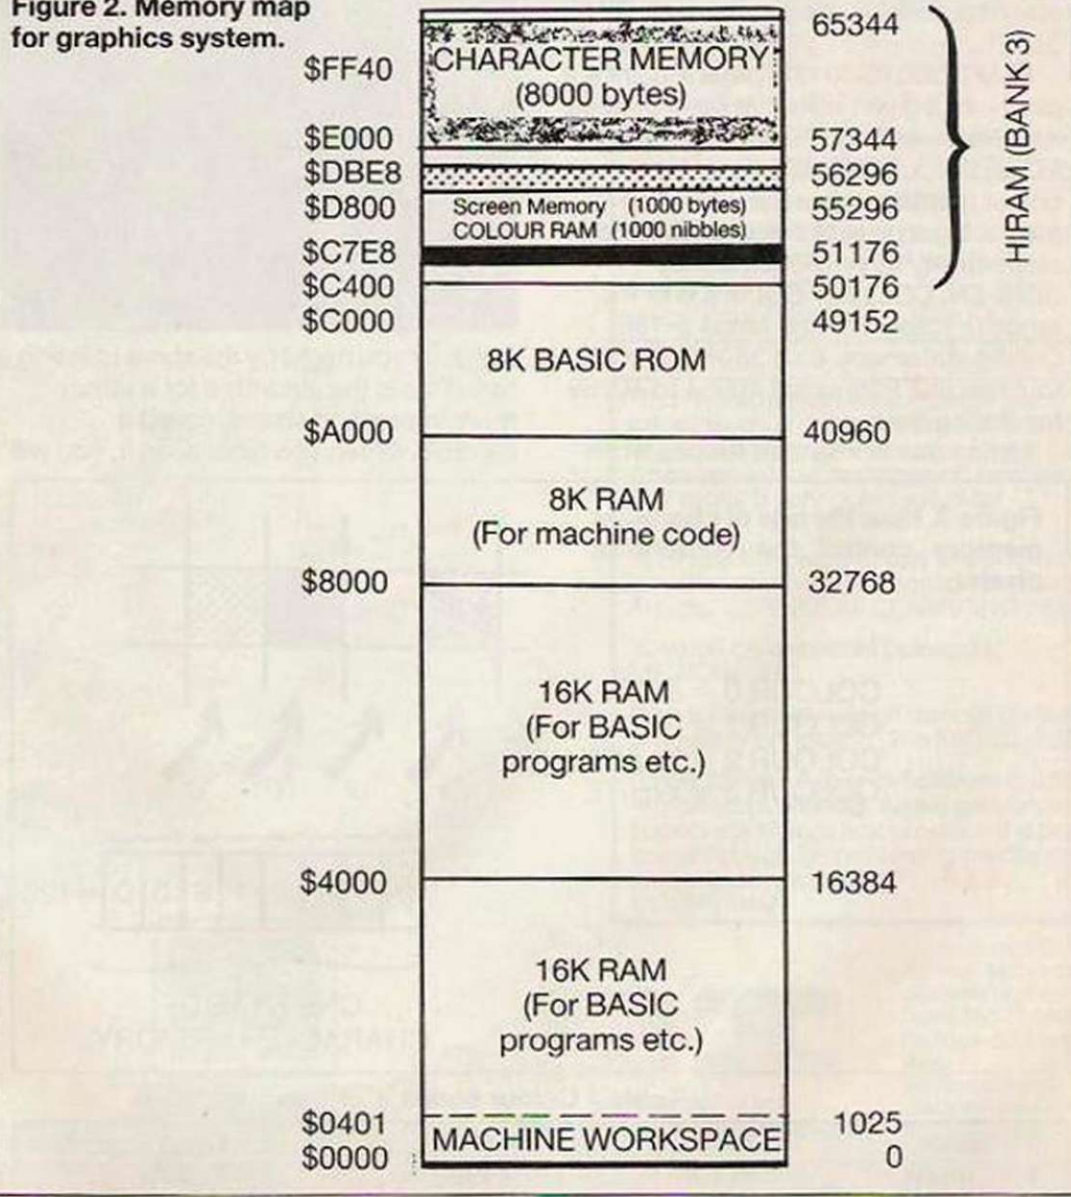 Figure 2. Memory map
for graphics system.
65344
$FF40
CHARACTER MEMORY
(8000 bytes)
$E000
57344
$DBE8
56296
$D800
Screen Memory (1000 bytes)
55296
COLOUR RAM (1000 nibbles)
$C7E8
51176
$C400
50176
$C000
49152
HIRAM (BANK 3)
8K BASIC ROM
$A000
40960
8K RAM
(For machine code)
$8000
32768
16K RAM
(For BASIC
programs etc.)
$4000
16384
16K RAM
(For BASIC
programs etc.)
$0401
1025
MACHINE WORKSPACE
$0000
0